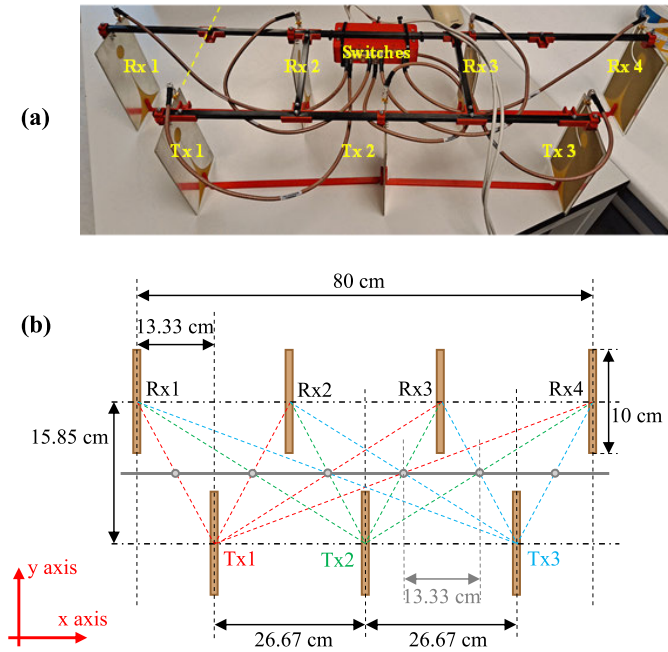 Rx 1
Rx 2
Switches
Rx 3
Rx 4
(a)
Tx 1
Tx 2
Tx 3
80 cm
(b)
13.33 cm
Rx1
Rx2
Rx3
Rx4
10 cm
15.85 cm
Tx1
Tx2
Tx3
y axis
13.33 cm
x axis
26.67 cm
26.67 cm